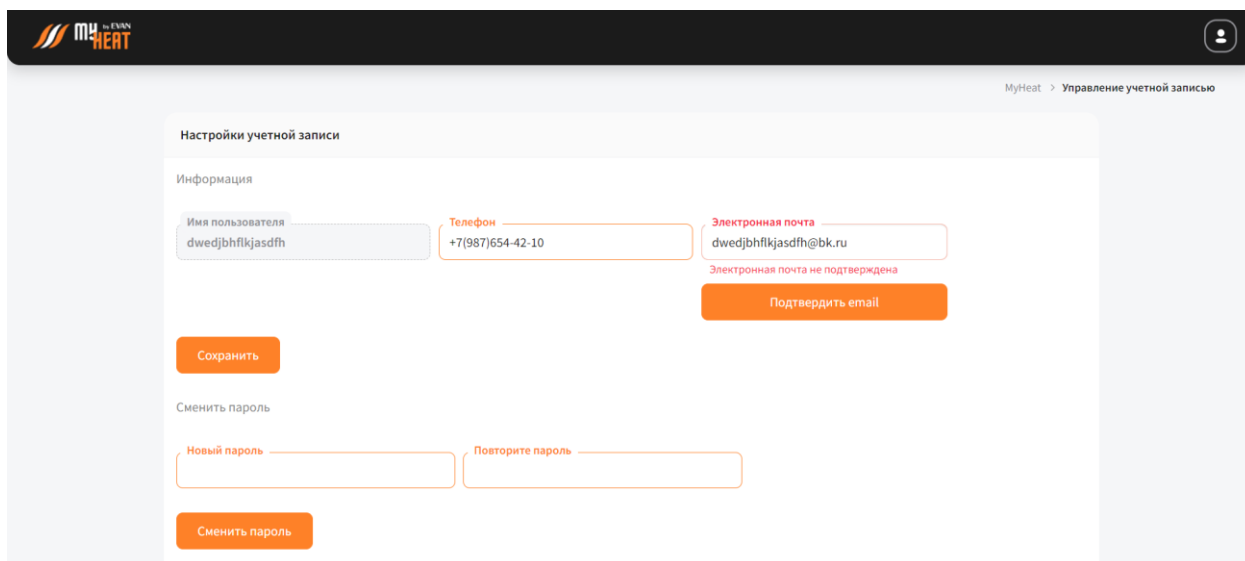 MY HEAT by EVAN
MyHeat > Управление учетной записью
Настройки учетной записи
Информация
Имя пользователя
dwedjbhflkjasdfh
Телефон
+7(987)654-42-10
Электронная почта
dwedjbhflkjasdfh@bk.ru
Электронная почта не подтверждена
Подтвердить email
Сохранить
Сменить пароль
Новый пароль
Повторите пароль
Сменить пароль